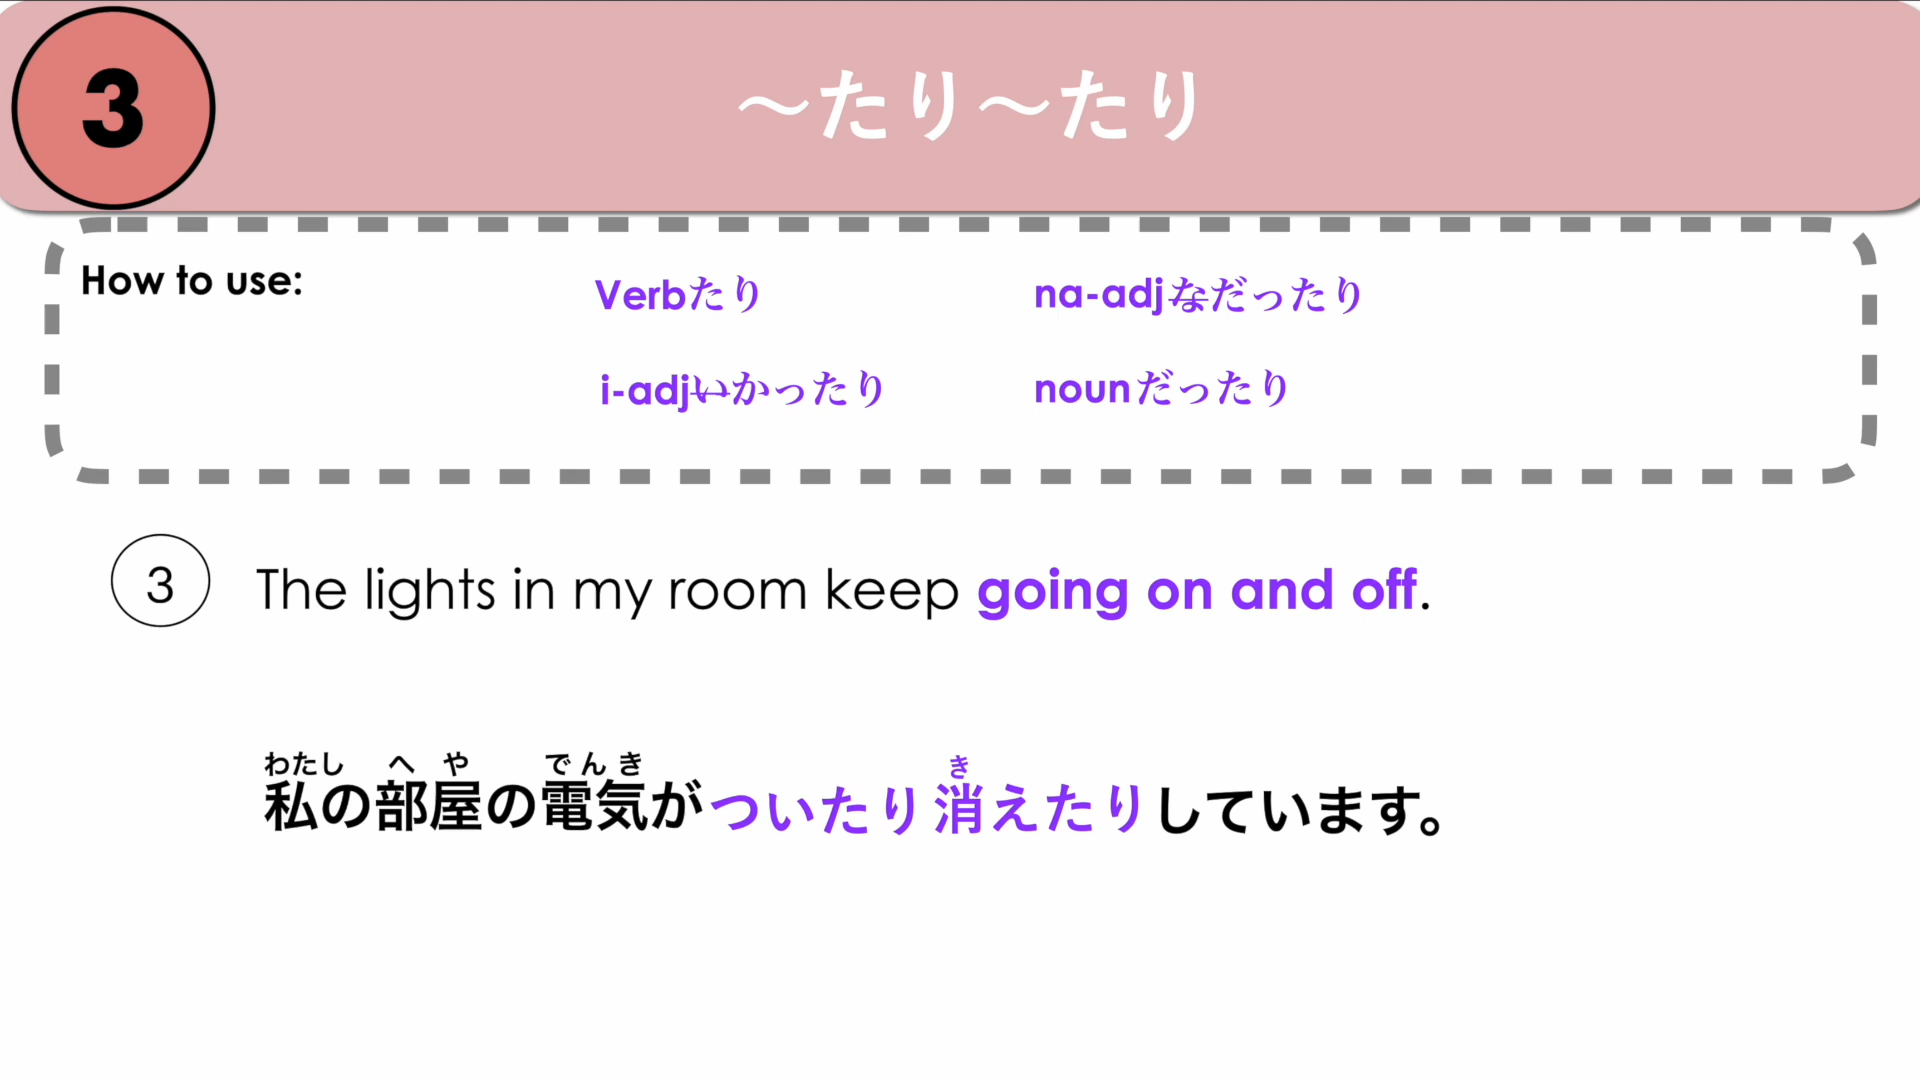 3
〜たり〜たり
How to use:
Verbたり
na-adjなだったり
i-adjいかったり
nounだったり
3
The lights in my room keep going on and off.
わたし へ や でん き き
私の部屋の電気がついたり消えたりしています。